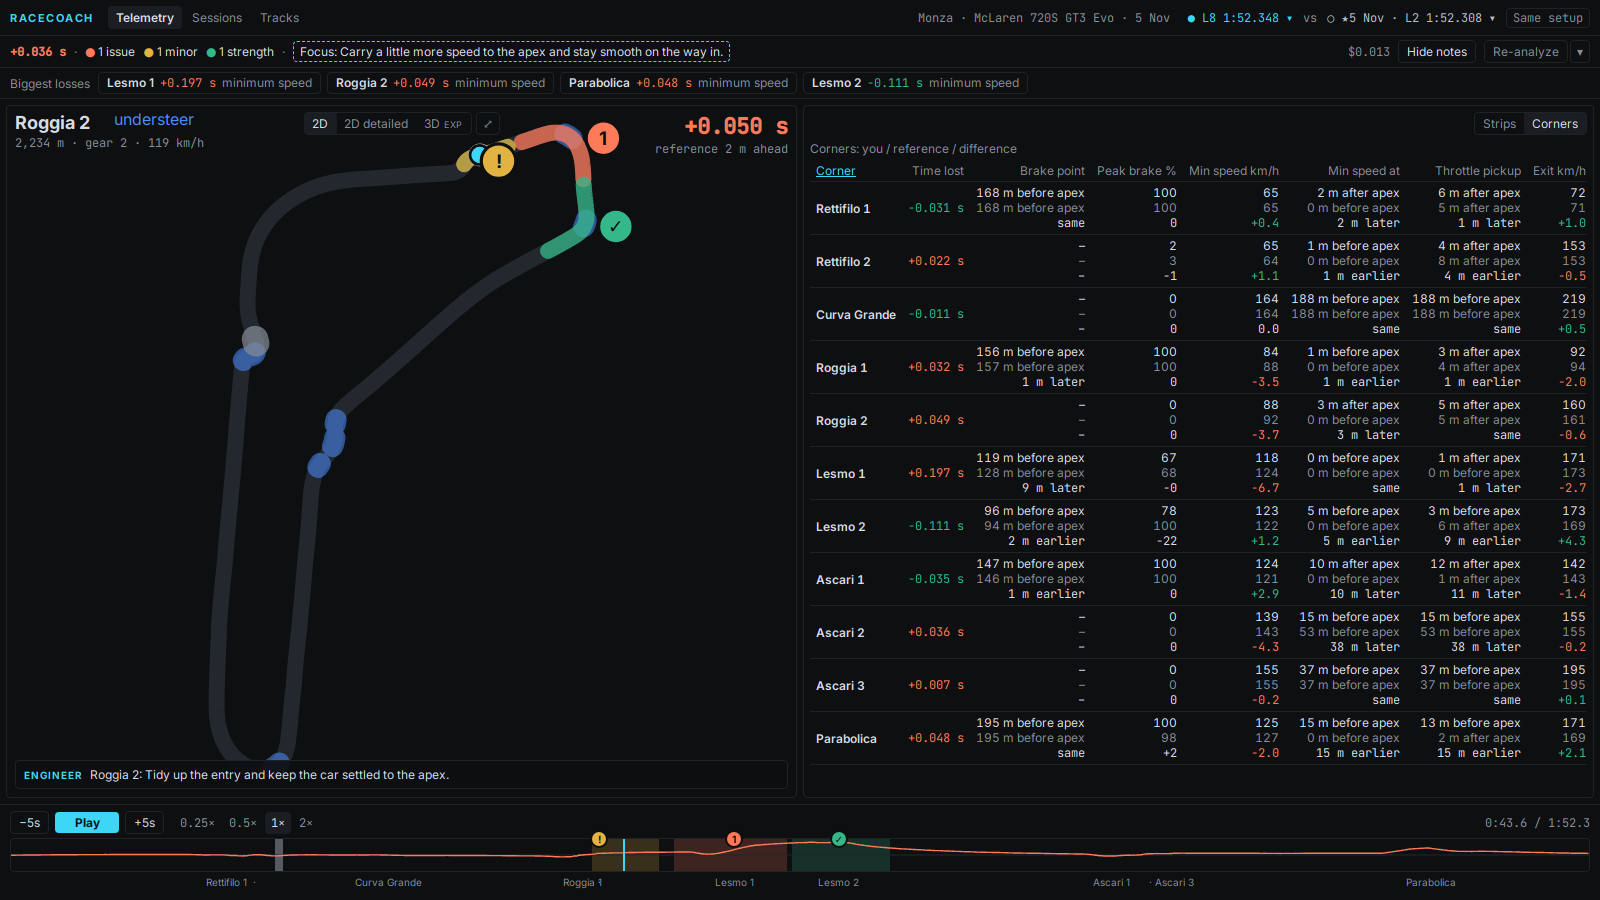 RACECOACH Telemetry Sessions Tracks Monza · McLaren 720S GT3 Evo · 5 Nov ● L8 1:52.348 ▾ vs ○ ★5 Nov · L2 1:52.308 ▾ Same setup
+0.036 s · 1 issue 1 minor 1 strength · Focus: Carry a little more speed to the apex and stay smooth on the way in. $0.013 Hide notes Re-analyze ▾
Biggest losses Lesmo 1 +0.197 s minimum speed Roggia 2 +0.049 s minimum speed Parabolica +0.048 s minimum speed Lesmo 2 -0.111 s minimum speed
Roggia 2 understeer 2D 2D detailed 3D EXP ⤢ +0.050 s
2,234 m · gear 2 · 119 km/h reference 2 m ahead
! 1
✓
ENGINEER Roggia 2: Tidy up the entry and keep the car settled to the apex.
Strips Corners
Corners: you / reference / difference
Corner Time lost Brake point Peak brake % Min speed km/h Min speed at Throttle pickup Exit km/h
168 m before apex 100 65 2 m after apex 6 m after apex 72
Rettifilo 1 -0.031 s 168 m before apex 100 65 0 m before apex 5 m after apex 71
same 0 +0.4 2 m later 1 m later +1.0
– 2 65 1 m before apex 4 m after apex 153
Rettifilo 2 +0.022 s – 3 64 0 m before apex 8 m after apex 153
– -1 +1.1 1 m earlier 4 m earlier -0.5
– 0 164 188 m before apex 188 m before apex 219
Curva Grande -0.011 s – 0 164 188 m before apex 188 m before apex 219
– 0 0.0 same same +0.5
156 m before apex 100 84 1 m before apex 3 m after apex 92
Roggia 1 +0.032 s 157 m before apex 100 88 0 m before apex 4 m after apex 94
1 m later 0 -3.5 1 m earlier 1 m earlier -2.0
– 0 88 3 m after apex 5 m after apex 160
Roggia 2 +0.049 s – 0 92 0 m before apex 5 m after apex 161
– 0 -3.7 3 m later same -0.6
119 m before apex 67 118 0 m before apex 1 m after apex 171
Lesmo 1 +0.197 s 128 m before apex 68 124 0 m before apex 0 m after apex 173
9 m later -0 -6.7 same 1 m later -2.7
96 m before apex 78 123 5 m before apex 3 m before apex 173
Lesmo 2 -0.111 s 94 m before apex 100 122 0 m before apex 6 m after apex 169
2 m earlier -22 +1.2 5 m earlier 9 m earlier +4.3
147 m before apex 100 124 10 m after apex 12 m after apex 142
Ascari 1 -0.035 s 146 m before apex 100 121 0 m before apex 1 m after apex 143
1 m earlier 0 +2.9 10 m later 11 m later -1.4
– 0 139 15 m before apex 15 m before apex 155
Ascari 2 +0.036 s – 0 143 53 m before apex 53 m before apex 155
– 0 -4.3 38 m later 38 m later -0.2
– 0 155 37 m before apex 37 m before apex 195
Ascari 3 +0.007 s – 0 155 37 m before apex 37 m before apex 195
– 0 -0.2 same same +0.1
195 m before apex 100 125 15 m before apex 13 m after apex 171
Parabolica +0.048 s 195 m before apex 98 127 0 m before apex 2 m after apex 169
same +2 -2.0 15 m earlier 15 m earlier +2.1
−5s Play +5s 0.25× 0.5× 1× 2× 0:43.6 / 1:52.3
! 1 ✓
Rettifilo 1 · Curva Grande Roggia Lesmo 1 Lesmo 2 Ascari 1 · Ascari 3 Parabolica